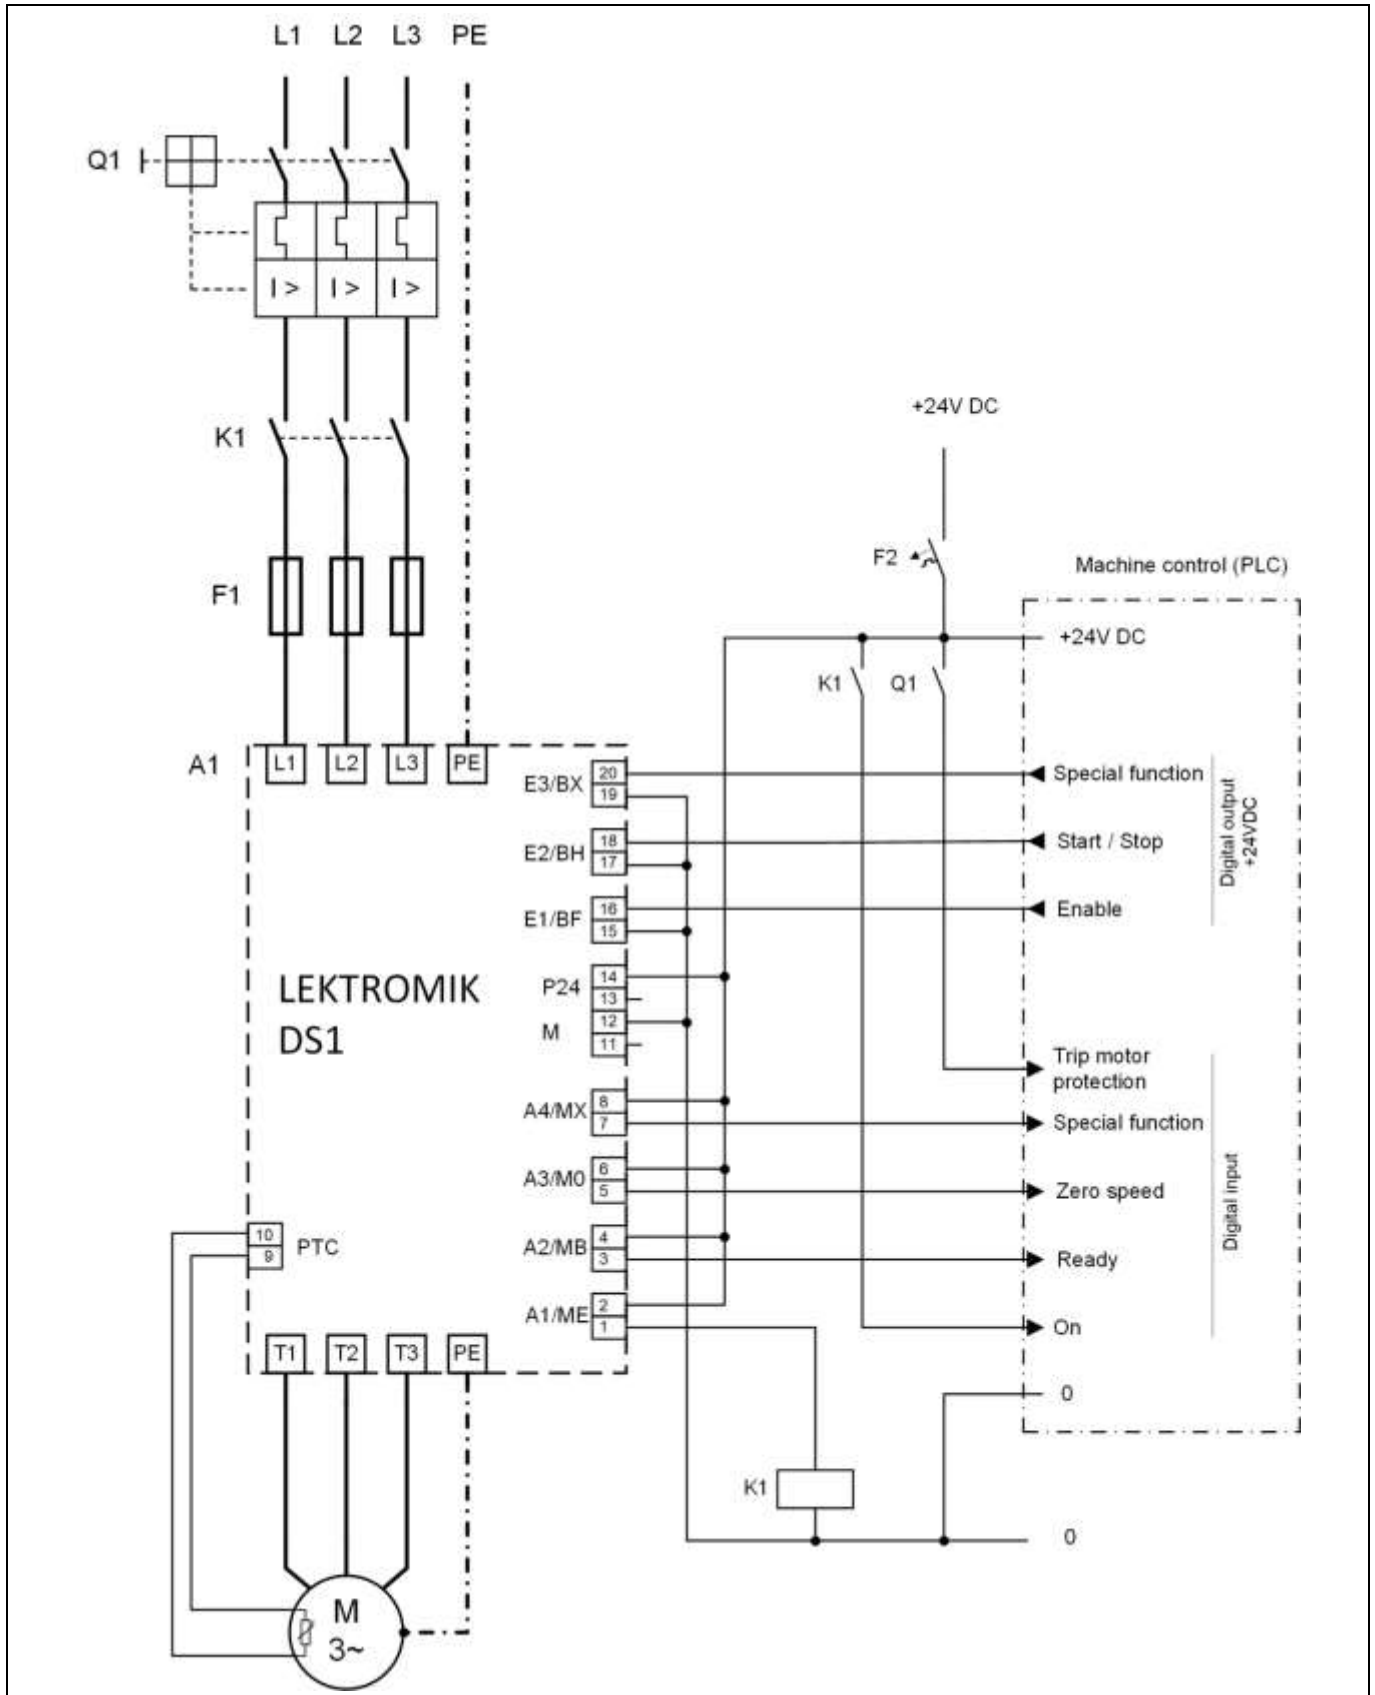 L1 L2 L3 PE
Q1
I > I > I >
K1
+24V DC
F2
Machine control (PLC)
F1
+24V DC
K1 Q1
A1
L1 L2 L3 PE
E3/BX
20
19
Special function
E2/BH
18
17
Start / Stop
E1/BF
16
15
Enable
Digital output
+24VDC
LEKTROMIK
DS1
P24
14
13
M
12
11
Trip motor
protection
A4/MX
8
7
Special function
A3/M0
6
5
Zero speed
Digital input
10
9
PTC
A2/MB
4
3
Ready
A1/ME
2
1
On
T1 T2 T3 PE
0
K1
0
M
3~